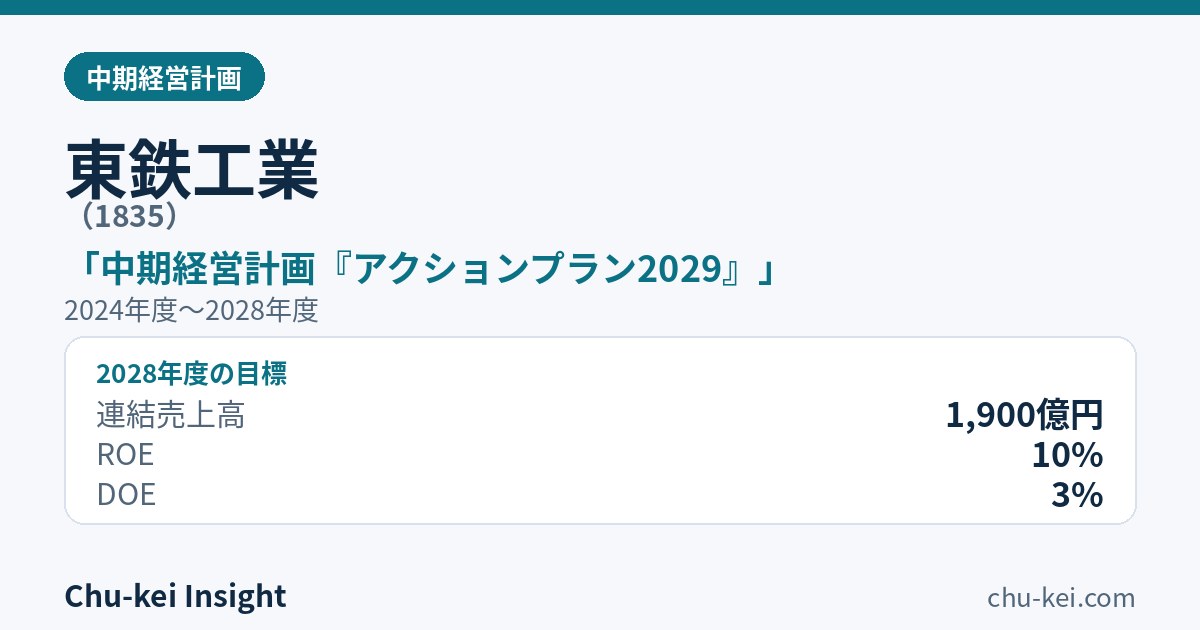 中期経営計画
東鉄工業
（1835）
「中期経営計画『アクションプラン2029』」
2024年度〜2028年度
2028年度の目標
連結売上高 1,900億円
ROE 10%
DOE 3%
Chu-kei Insight chu-kei.com